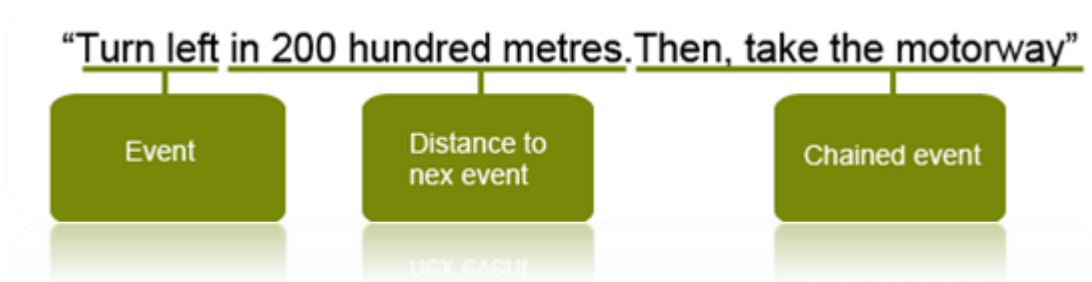 “Turn left in 200 hundred metres.Then, take the motorway”
Event
Distance to
nex event
Chained event